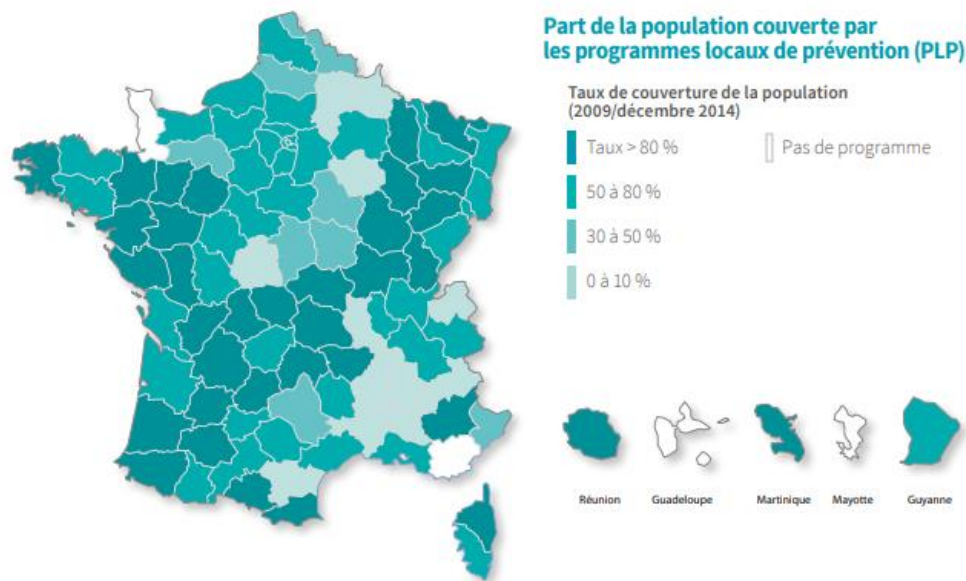 Part de la population couverte par
les programmes locaux de prévention (PLP)
Taux de couverture de la population
(2009/décembre 2014)
Taux > 80 %
Pas de programme
50 à 80 %
30 à 50 %
0 à 10 %
Réunion
Guadeloupe
Martinique
Mayotte
Guyanne